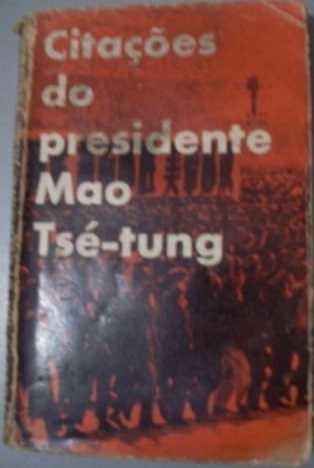 Citações
do
presidente
Mao
Tsé-tung